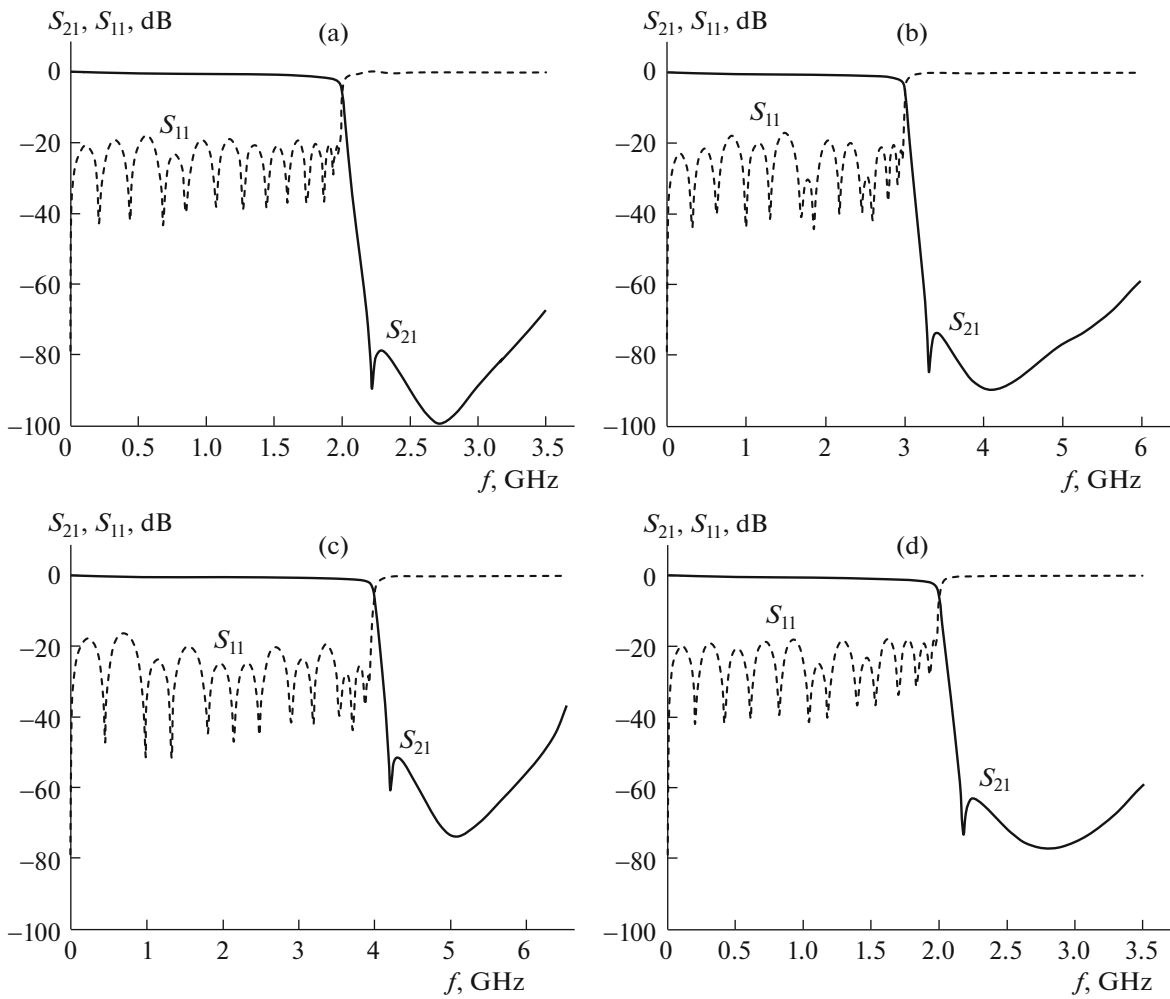 S21, S11, dB
(a)
0
–20
–40
–60
–80
–100
S11
S21
0 0.5 1.0 1.5 2.0 2.5 3.0 3.5
f, GHz
S21, S11, dB
(b)
0
–20
–40
–60
–80
–100
S11
S21
0 1 2 3 4 5 6
f, GHz
S21, S11, dB
(c)
0
–20
–40
–60
–80
–100
S11
S21
0 1 2 3 4 5 6
f, GHz
S21, S11, dB
(d)
0
–20
–40
–60
–80
–100
S11
S21
0 0.5 1.0 1.5 2.0 2.5 3.0 3.5
f, GHz